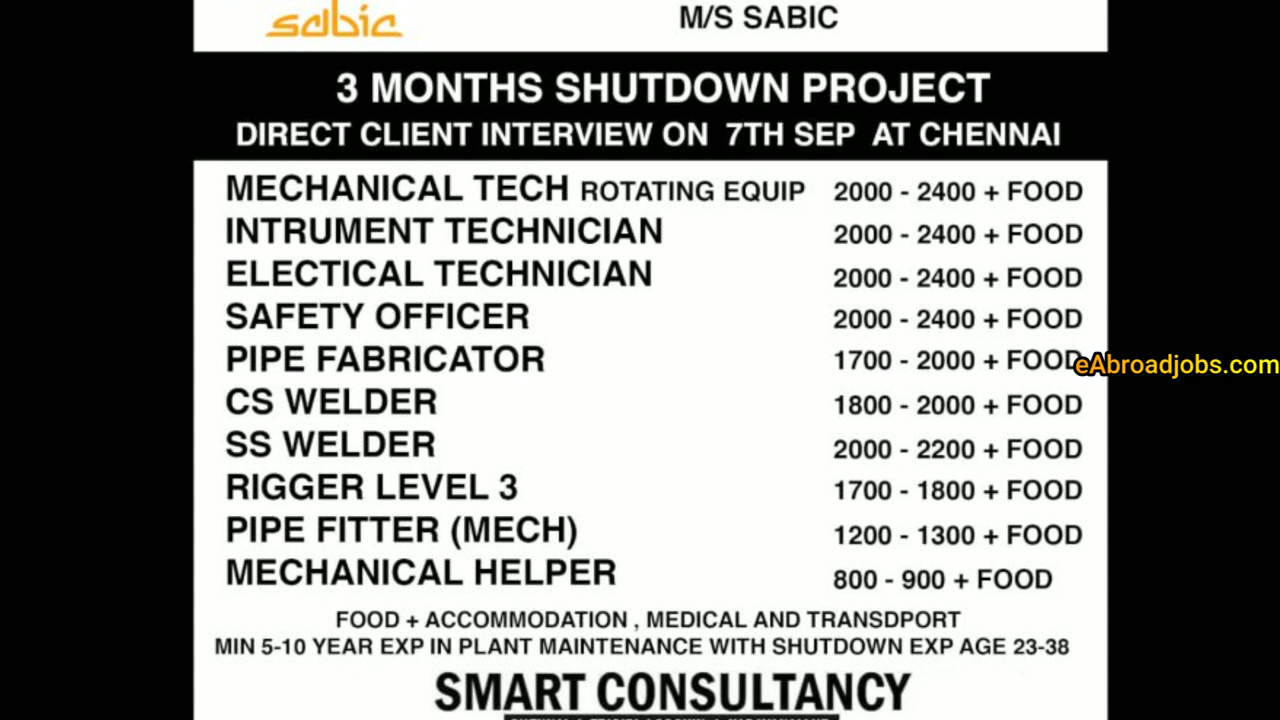 sabic M/S SABIC
3 MONTHS SHUTDOWN PROJECT
DIRECT CLIENT INTERVIEW ON 7TH SEP AT CHENNAI
MECHANICAL TECH ROTATING EQUIP 2000 - 2400 + FOOD
INTRUMENT TECHNICIAN 2000 - 2400 + FOOD
ELECTICAL TECHNICIAN 2000 - 2400 + FOOD
SAFETY OFFICER 2000 - 2400 + FOOD
PIPE FABRICATOR 1700 - 2000 + FOOD
eAbroadjobs.com
CS WELDER 1800 - 2000 + FOOD
SS WELDER 2000 - 2200 + FOOD
RIGGER LEVEL 3 1700 - 1800 + FOOD
PIPE FITTER (MECH) 1200 - 1300 + FOOD
MECHANICAL HELPER 800 - 900 + FOOD
FOOD + ACCOMMODATION , MEDICAL AND TRANSDPORT
MIN 5-10 YEAR EXP IN PLANT MAINTENANCE WITH SHUTDOWN EXP AGE 23-38
SMART CONSULTANCY